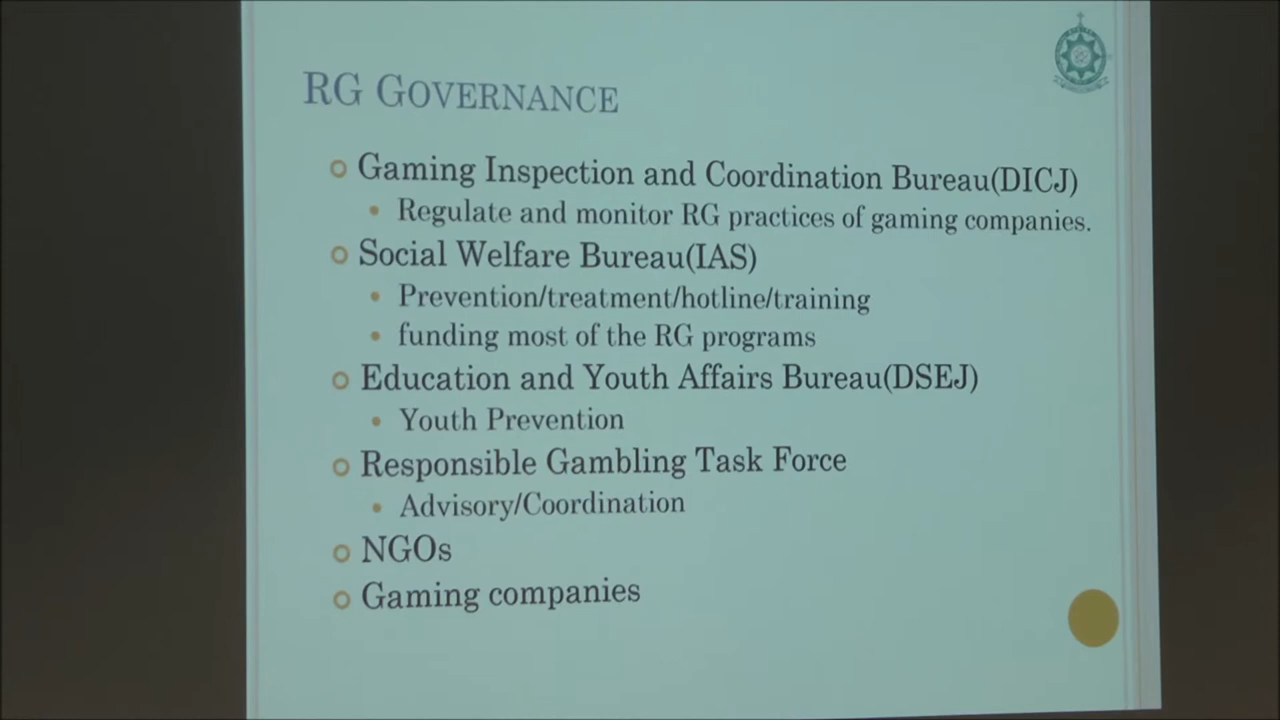 RG GOVERNANCE
Gaming Inspection and Coordination Bureau(DICJ)
Regulate and monitor RG practices of gaming companies.
Social Welfare Bureau(IAS)
Prevention/treatment/hotline/training
funding most of the RG programs
Education and Youth Affairs Bureau(DSEJ)
Youth Prevention
Responsible Gambling Task Force
Advisory/Coordination
NGOs
Gaming companies